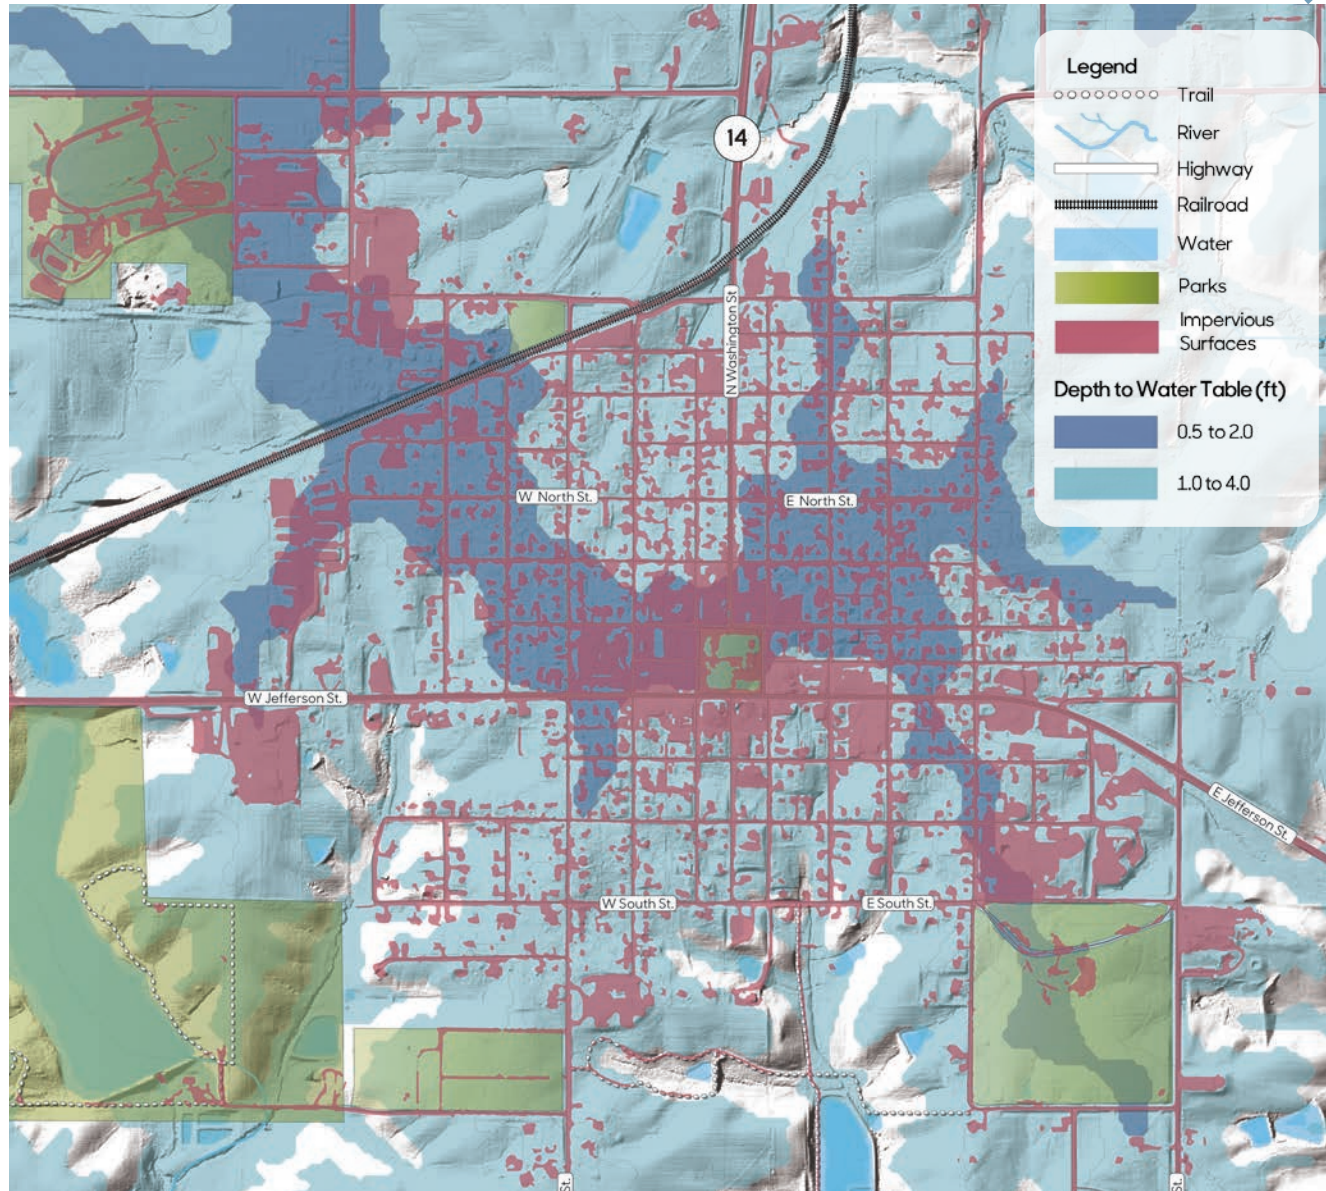 Legend
Trail
River
Highway
Railroad
Water
Parks
Impervious
Surfaces
Depth to Water Table (ft)
0.5 to 2.0
1.0 to 4.0
14
N Washington St
W North St.
E North St.
W Jefferson St.
E Jefferson St.
W South St.
E South St.
St.
St.